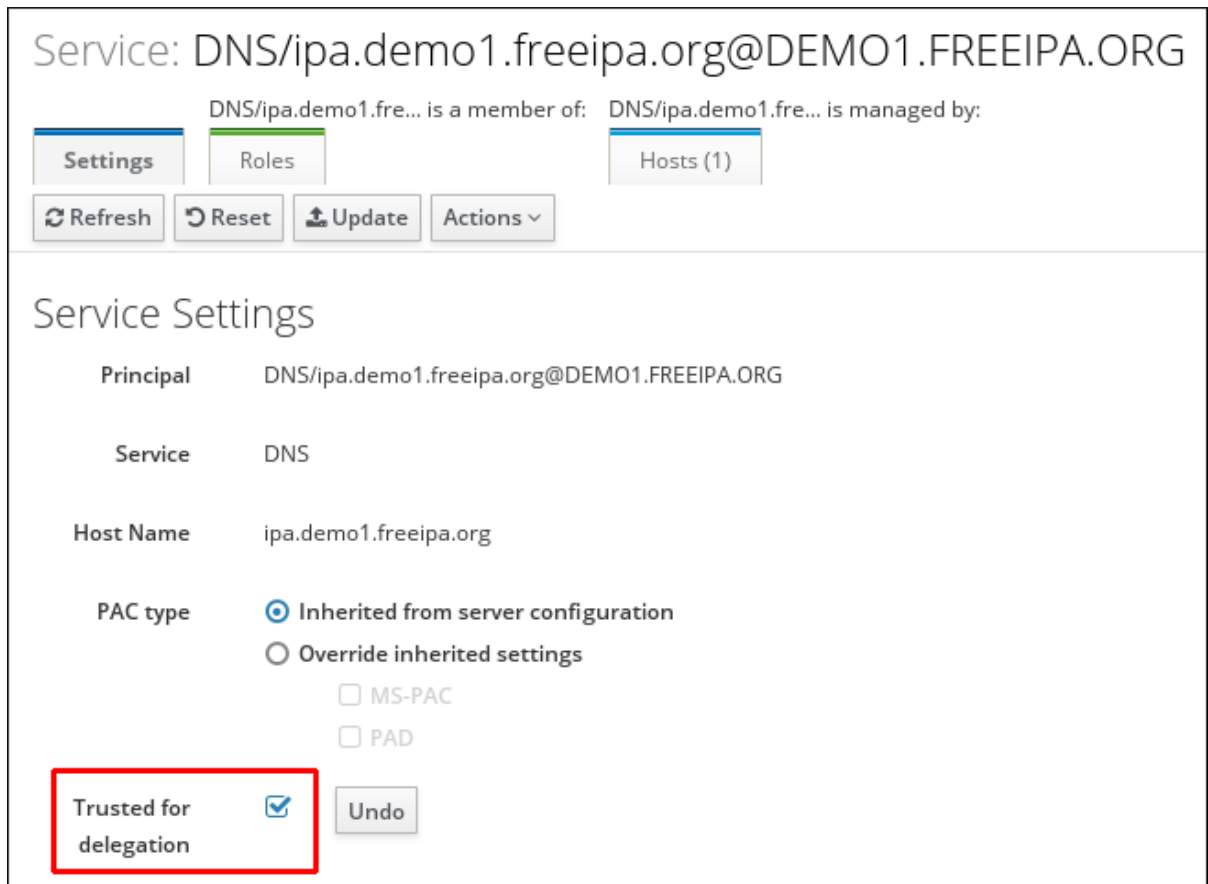 Service: DNS/ipa.demo1.freeipa.org@DEMO1.FREEIPA.ORG
DNS/ipa.demo1.fre... is a member of: DNS/ipa.demo1.fre... is managed by:
Settings Roles Hosts (1)
Refresh Reset Update Actions
Service Settings
Principal DNS/ipa.demo1.freeipa.org@DEMO1.FREEIPA.ORG
Service DNS
Host Name ipa.demo1.freeipa.org
PAC type Inherited from server configuration
Override inherited settings
MS-PAC
PAD
Trusted for Undo
delegation